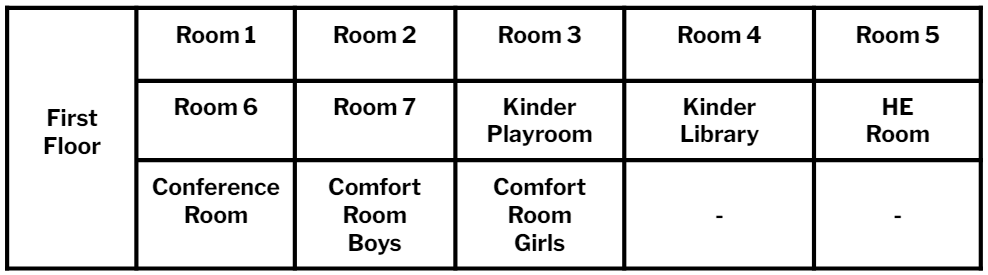 Room 1
Room 2
Room 3
Room 4
Room 5
First
Floor
Room 6
Room 7
Kinder
Playroom
Kinder
Library
HE
Room
Conference
Room
Comfort
Room
Boys
Comfort
Room
Girls
-
-